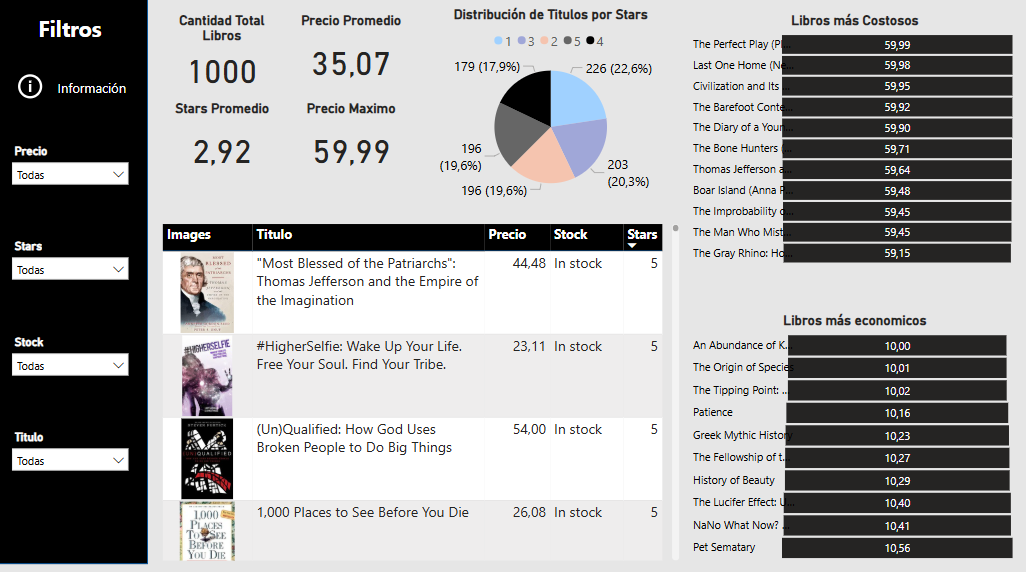 Filtros
Información
Precio
Todas
Stars
Todas
Stock
Todas
Titulo
Todas
Cantidad Total
Libros
1000
Precio Promedio
35,07
Stars Promedio
2,92
Precio Maximo
59,99
Distribución de Titulos por Stars
1 3 2 5 4
179 (17,9%)
226 (22,6%)
196
(19,6%)
203
(20,3%)
196 (19,6%)
Images Titulo Precio Stock Stars
"Most Blessed of the Patriarchs": 44,48 In stock 5
Thomas Jefferson and the Empire of
the Imagination
#HigherSelfie: Wake Up Your Life. 23,11 In stock 5
Free Your Soul. Find Your Tribe.
(Un)Qualified: How God Uses 54,00 In stock 5
Broken People to Do Big Things
1,000 Places to See Before You Die 26,08 In stock 5
#HIGHERSELFIE
(UN)QUALIFIED
1,000
PLACES
TO SEE
BEFORE
YOU DIE
Libros más Costosos
The Perfect Play (Pl... 59,99
Last One Home (Ne... 59,98
Civilization and Its ... 59,95
The Barefoot Conte... 59,92
The Diary of a Youn... 59,90
The Bone Hunters (... 59,71
Thomas Jefferson a... 59,64
Boar Island (Anna P... 59,48
The Improbability o... 59,45
The Man Who Mist... 59,45
The Gray Rhino: Ho... 59,15
Libros más economicos
An Abundance of K... 10,00
The Origin of Species 10,01
The Tipping Point: ... 10,02
Patience 10,16
Greek Mythic History 10,23
The Fellowship of t... 10,27
History of Beauty 10,29
The Lucifer Effect: U... 10,40
NaNo What Now? ... 10,41
Pet Sematary 10,56